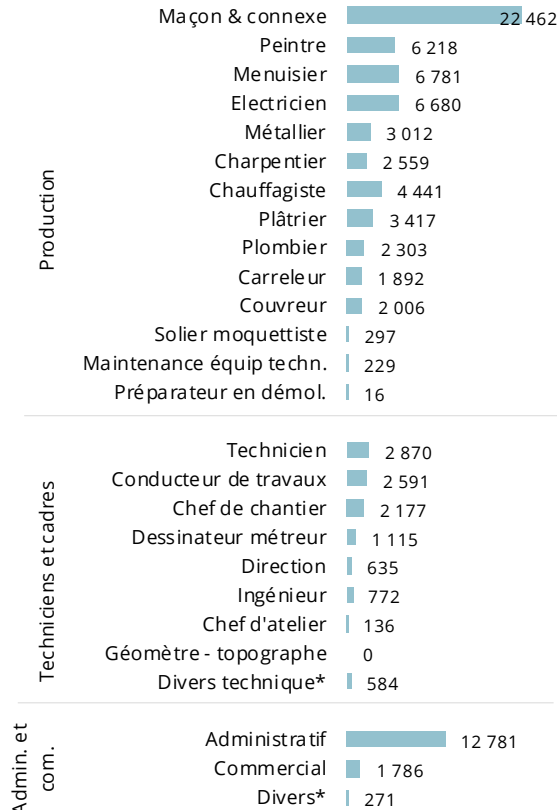 Production
Maçon & connexe 22 462
Peintre 6 218
Menuisier 6 781
Electricien 6 680
Métallier 3 012
Charpentier 2 559
Chauffagiste 4 441
Plâtrier 3 417
Plombier 2 303
Carreleur 1 892
Couvreur 2 006
Solier moquettiste 297
Maintenance équip techn. 229
Préparateur en démol. 16
Techniciens et cadres
Technicien 2 870
Conducteur de travaux 2 591
Chef de chantier 2 177
Dessinateur métreur 1 115
Direction 635
Ingénieur 772
Chef d'atelier 136
Géomètre - topographe 0
Divers technique* 584
Admin. et
com.
Administratif 12 781
Commercial 1 786
Divers* 271